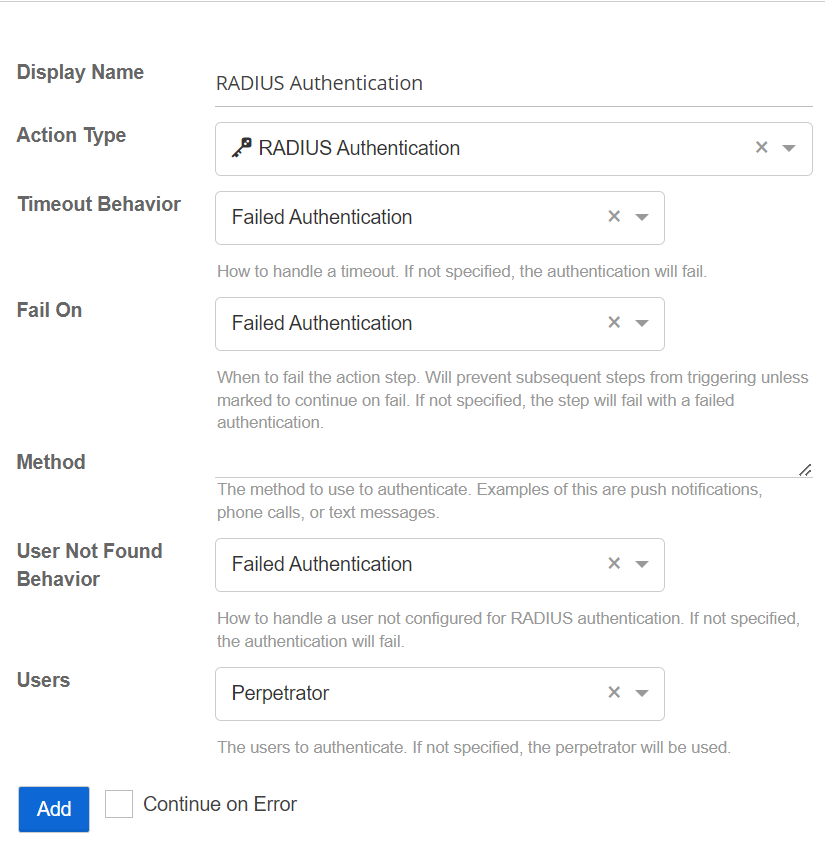 Display Name
RADIUS Authentication
Action Type
RADIUS Authentication
Timeout Behavior
Failed Authentication
How to handle a timeout. If not specified, the authentication will fail.
Fail On
Failed Authentication
When to fail the action step. Will prevent subsequent steps from triggering unless
marked to continue on fail. If not specified, the step will fail with a failed
authentication.
Method
The method to use to authenticate. Examples of this are push notifications,
phone calls, or text messages.
User Not Found
Behavior
Failed Authentication
How to handle a user not configured for RADIUS authentication. If not specified,
the authentication will fail.
Users
Perpetrator
The users to authenticate. If not specified, the perpetrator will be used.
Add
Continue on Error